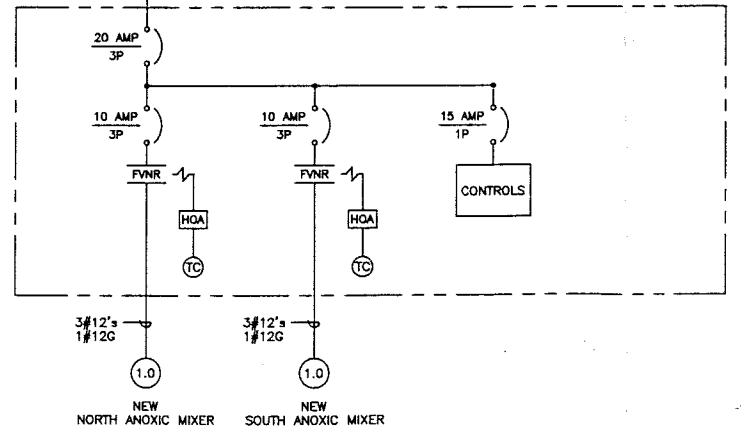 20 AMP
3P
10 AMP
3P
10 AMP
3P
15 AMP
1P
FVNR
FVNR
CONTROLS
HOA
HOA
TC
TC
3#12's
1#12G
3#12's
1#12G
1.0
1.0
NEW
NORTH ANOXIC MIXER
NEW
SOUTH ANOXIC MIXER